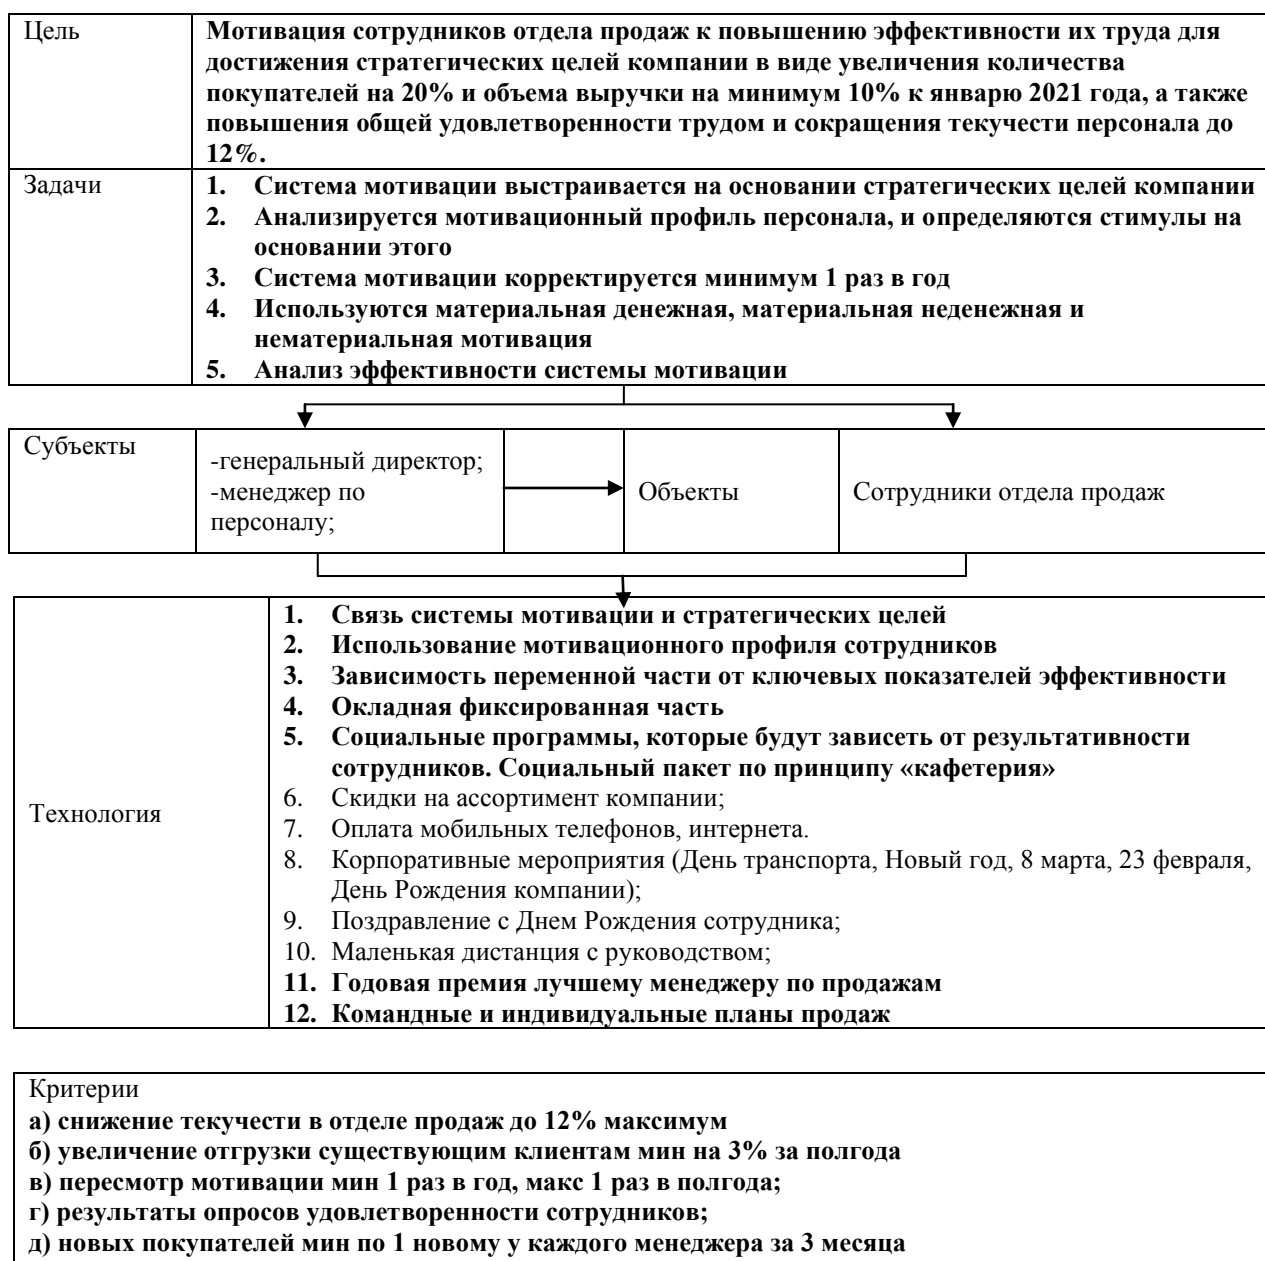 Цель
Мотивация сотрудников отдела продаж к повышению эффективности их труда для
достижения стратегических целей компании в виде увеличения количества
покупателей на 20% и объема выручки на минимум 10% к январю 2021 года, а также
повышения общей удовлетворенности трудом и сокращения текучести персонала до
12%.
Задачи
1. Система мотивации выстраивается на основании стратегических целей компании
2. Анализируется мотивационный профиль персонала, и определяются стимулы на
основании этого
3. Система мотивации корректируется минимум 1 раз в год
4. Используются материальная денежная, материальная неденежная и
нематериальная мотивация
5. Анализ эффективности системы мотивации
Субъекты
-генеральный директор;
-менеджер по
персоналу;
Объекты
Сотрудники отдела продаж
Технология
1. Связь системы мотивации и стратегических целей
2. Использование мотивационного профиля сотрудников
3. Зависимость переменной части от ключевых показателей эффективности
4. Окладная фиксированная часть
5. Социальные программы, которые будут зависеть от результативности
сотрудников. Социальный пакет по принципу «кафетерия»
6. Скидки на ассортимент компании;
7. Оплата мобильных телефонов, интернета.
8. Корпоративные мероприятия (День транспорта, Новый год, 8 марта, 23 февраля,
День Рождения компании);
9. Поздравление с Днем Рождения сотрудника;
10. Маленькая дистанция с руководством;
11. Годовая премия лучшему менеджеру по продажам
12. Командные и индивидуальные планы продаж
Критерии
а) снижение текучести в отделе продаж до 12% максимум
б) увеличение отгрузки существующим клиентам мин на 3% за полгода
в) пересмотр мотивации мин 1 раз в год, макс 1 раз в полгода;
г) результаты опросов удовлетворенности сотрудников;
д) новых покупателей мин по 1 новому у каждого менеджера за 3 месяца